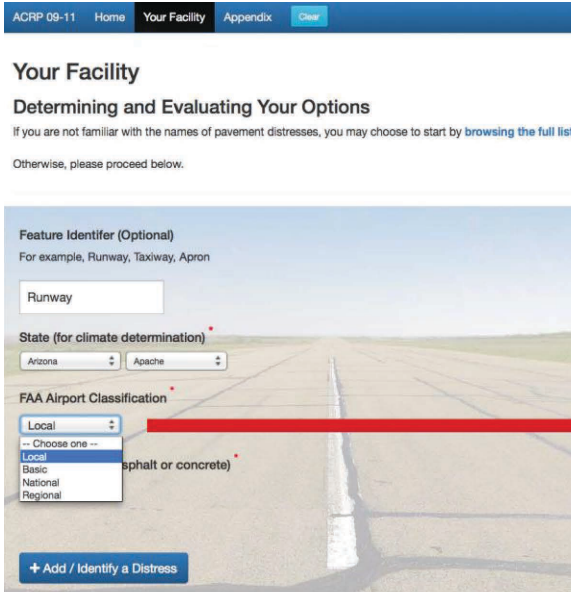 ACRP 09-11 Home Your Facility Appendix Clear
Your Facility
Determining and Evaluating Your Options
If you are not familiar with the names of pavement distresses, you may choose to start by browsing the full list
Otherwise, please proceed below.
Feature Identifer (Optional)
For example, Runway, Taxiway, Apron
Runway
State (for climate determination) *
Arizona Apache
FAA Airport Classification *
Local
-- Choose one --
Local
Basic
National
Regional
sphalt or concrete) *
+ Add / Identify a Distress